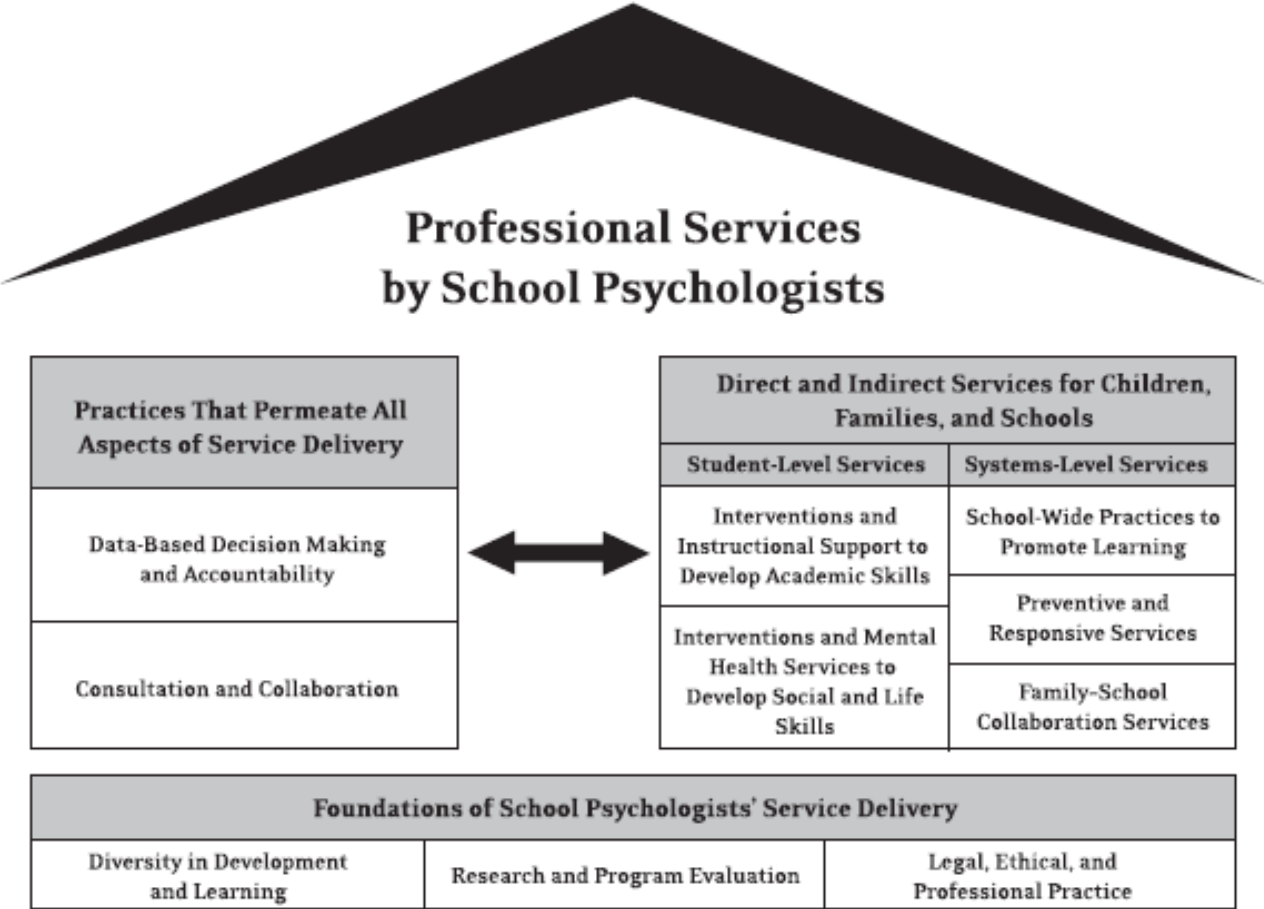 Professional Services
by School Psychologists
Practices That Permeate All
Aspects of Service Delivery
Data-Based Decision Making
and Accountability
Consultation and Collaboration
Direct and Indirect Services for Children,
Families, and Schools
Student-Level Services
Interventions and
Instructional Support to
Develop Academic Skills
Interventions and Mental
Health Services to
Develop Social and Life
Skills
Systems-Level Services
School-Wide Practices to
Promote Learning
Preventive and
Responsive Services
Family–School
Collaboration Services
Foundations of School Psychologists’ Service Delivery
Diversity in Development
and Learning
Research and Program Evaluation
Legal, Ethical, and
Professional Practice